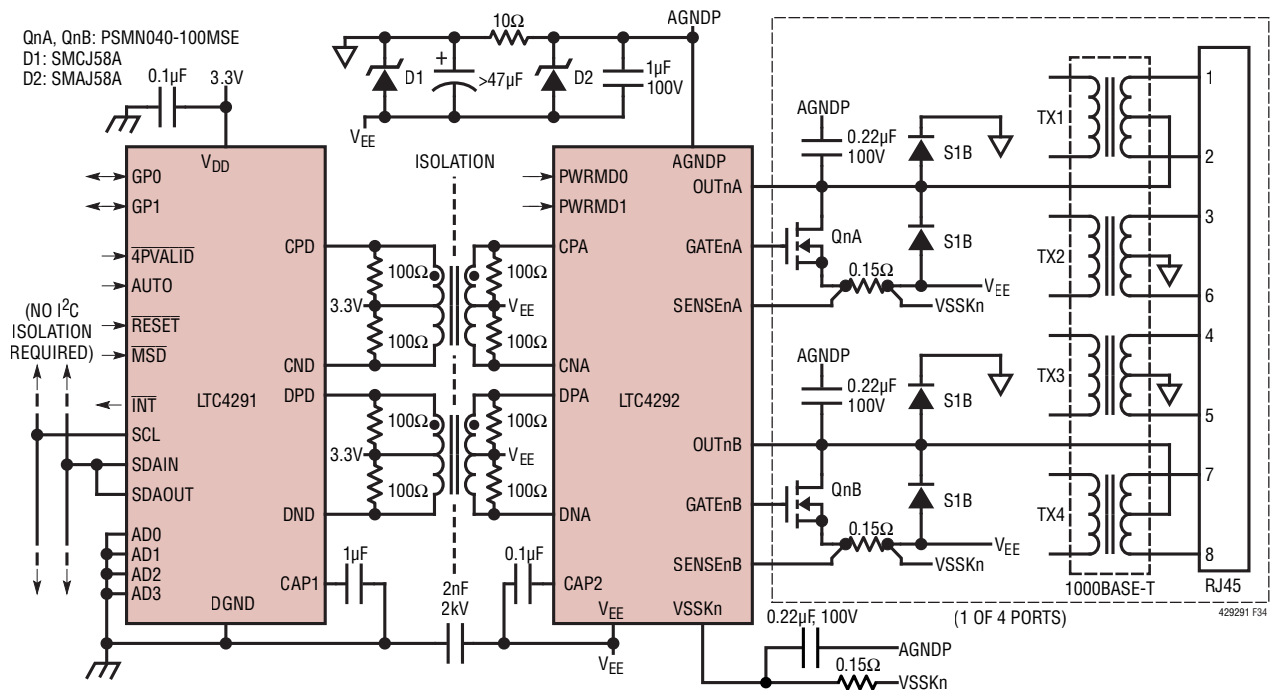 QnA, QnB: PSMN040-100MSE
D1: SMCJ58A
D2: SMAJ58A
0.1µF
3.3V
10Ω
AGNDP
D1
+
>47µF
D2
1µF
100V
VEE
VDD
GP0
GP1
4PVALID
AUTO
RESET
MSD
INT
SCL
SDAIN
SDAOUT
AD0
AD1
AD2
AD3
(NO I²C
ISOLATION
REQUIRED)
LTC4291
CPD
CND
DPD
DND
CAP1
DGND
ISOLATION
100Ω
100Ω
3.3V
100Ω
100Ω
VEE
100Ω
100Ω
3.3V
100Ω
100Ω
VEE
1µF
2nF
2kV
0.1µF
PWRMD0
PWRMD1
CPA
CNA
DPA
DNA
CAP2
LTC4292
AGNDP
OUTnA
GATEnA
SENSEnA
OUTnB
GATEnB
SENSEnB
VEE
VSSKn
VEE
AGNDP
0.22µF
100V
S1B
QnA
S1B
0.15Ω
VEE
VSSKn
AGNDP
0.22µF
100V
S1B
QnB
S1B
0.15Ω
VEE
VSSKn
TX1
TX2
TX3
TX4
1
2
3
6
4
5
7
8
1000BASE-T
RJ45
(1 OF 4 PORTS)
429291 F34
0.22µF, 100V
AGNDP
0.15Ω
VSSKn